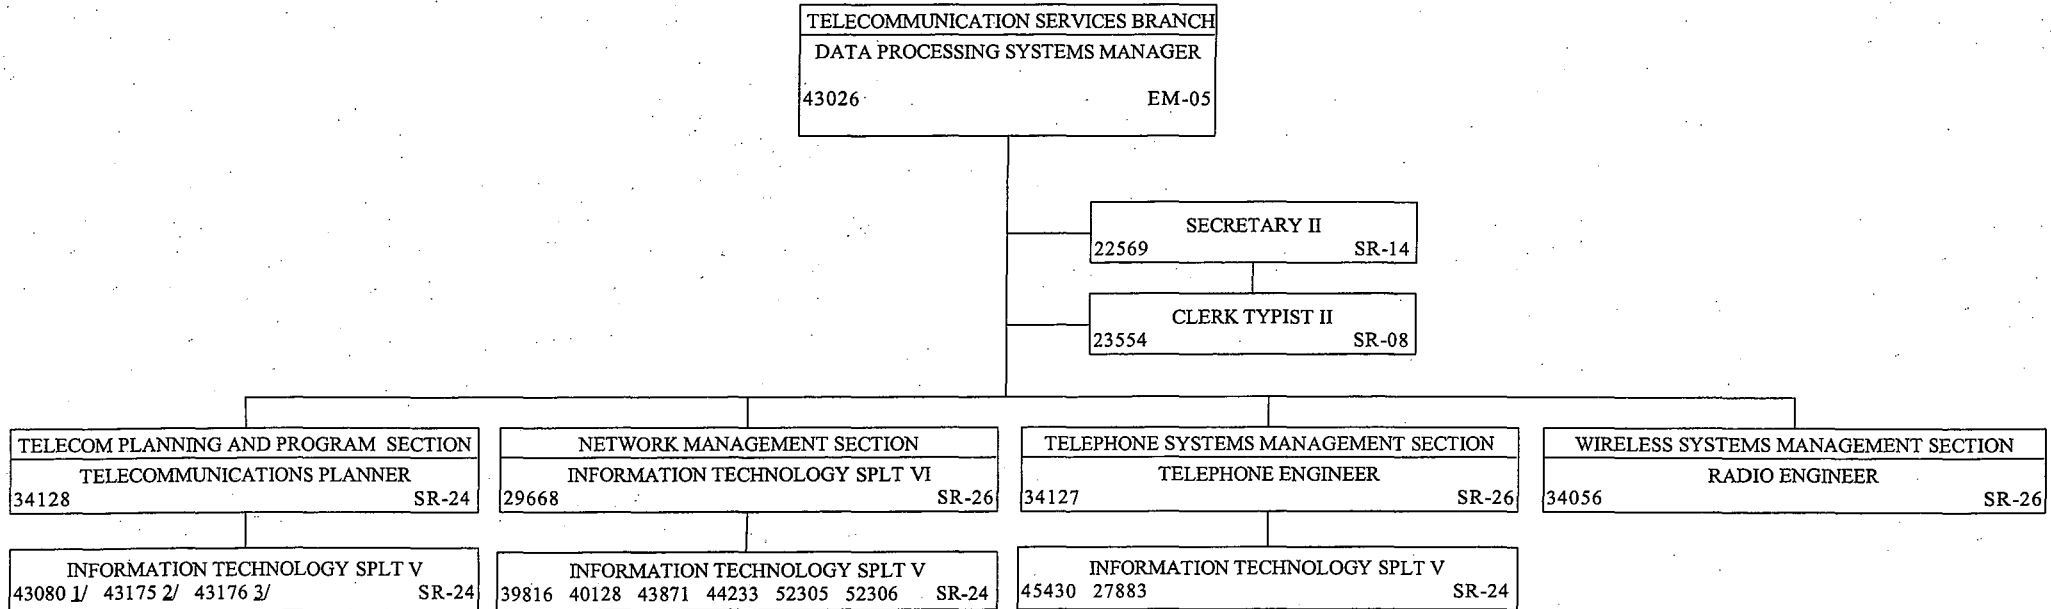 TELECOMMUNICATION SERVICES BRANCH
DATA PROCESSING SYSTEMS MANAGER
43026 EM-05
SECRETARY II
22569 SR-14
CLERK TYPIST II
23554 SR-08
TELECOM PLANNING AND PROGRAM SECTION
TELECOMMUNICATIONS PLANNER
34128 SR-24
NETWORK MANAGEMENT SECTION
INFORMATION TECHNOLOGY SPLT VI
29668 SR-26
TELEPHONE SYSTEMS MANAGEMENT SECTION
TELEPHONE ENGINEER
34127 SR-26
WIRELESS SYSTEMS MANAGEMENT SECTION
RADIO ENGINEER
34056 SR-26
INFORMATION TECHNOLOGY SPLT V
43080 1/ 43175 2/ 43176 3/ SR-24
INFORMATION TECHNOLOGY SPLT V
39816 40128 43871 44233 52305 52306 SR-24
INFORMATION TECHNOLOGY SPLT V
45430 27883 SR-24